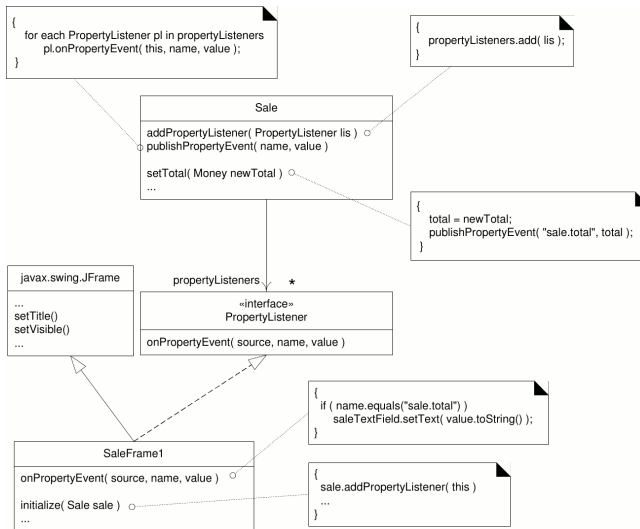 {
for each PropertyListener pl in propertyListeners
pl.onPropertyEvent( this, name, value );
}
{
propertyListeners.add( lis );
}
Sale
addPropertyListener( PropertyListener lis )
publishPropertyEvent( name, value )
setTotal( Money newTotal )
...
{
total = newTotal;
publishPropertyEvent( "sale.total", total );
}
javax.swing.JFrame
...
setTitle()
setVisible()
...
propertyListeners
*
«interface»
PropertyListener
onPropertyEvent( source, name, value )
{
if ( name.equals("sale.total") )
saleTextField.setText( value.toString() );
}
SaleFrame1
onPropertyEvent( source, name, value )
initialize( Sale sale )
...
{
sale.addPropertyListener( this )
...
}